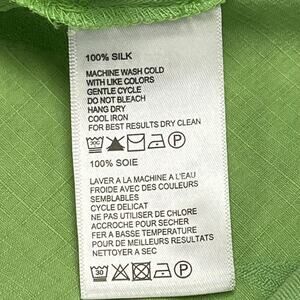 100% SILK
MACHINE WASH COLD
WITH LIKE COLORS
GENTLE CYCLE
DO NOT BLEACH
HANG DRY
COOL IRON
FOR BEST RESULTS DRY CLEAN
100% SOIE
LAVER A LA MACHINE A L'EAU
FROIDE AVEC DES COULEURS
SEMBLABLES
CYCLE DELICAT
NE PAS UTILISER DE CHLORE
ACCROCHE POUR SECHER
FER A BASSE TEMPERATURE
POUR DE MEILLEURS RESULTATS
NETTOYER A SEC